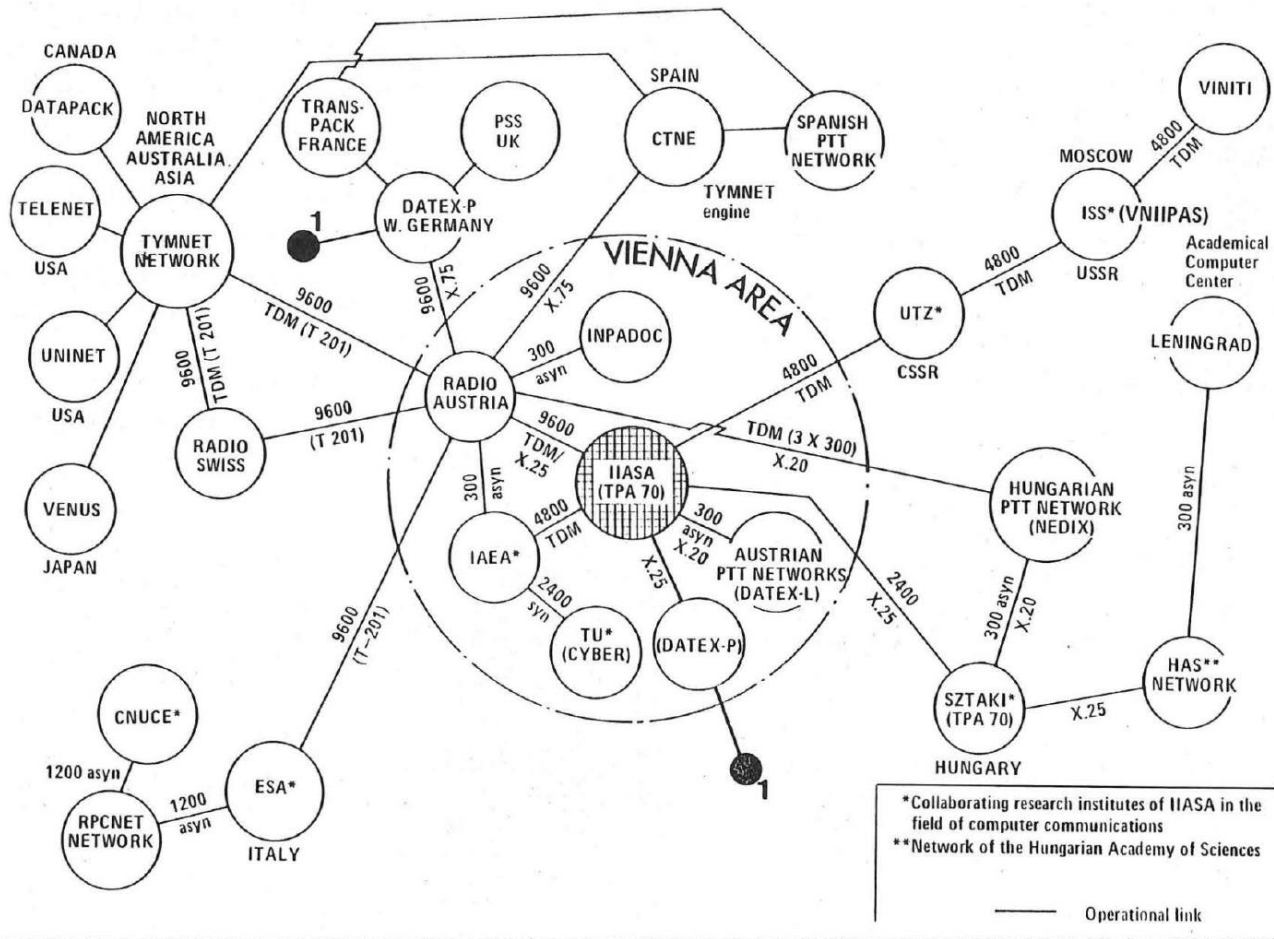 CANADA
DATAPACK
NORTH
AMERICA
AUSTRALIA
ASIA
TELENET
USA
TYMNET
NETWORK
UNINET
USA
VENUS
JAPAN
9600
TDM (T 201)
RADIO
SWISS
9600
TDM (T 201)
9600
(T 201)
TRANS-
PACK
FRANCE
PSS
UK
DATEX-P
W. GERMANY
1
9600
X.75
SPAIN
CTNE
TYMNET
engine
SPANISH
PTT
NETWORK
9600
X.75
VIENNA AREA
INPADOC
300
asyn
RADIO
AUSTRIA
9600
TDM/
X.25
IIASA
(TPA 70)
300
asyn
IAEA*
4800
TDM
2400
syn
TU*
(CYBER)
300
asyn
X.20
AUSTRIAN
PTT NETWORKS
(DATEX-L)
X.25
(DATEX-P)
1
4800
TDM
UTZ*
CSSR
4800
TDM
MOSCOW
ISS* (VNIIPAS)
USSR
4800
TDM
VINITI
Academical
Computer
Center
LENINGRAD
300 asyn
TDM (3 X 300)
X.20
HUNGARIAN
PTT NETWORK
(NEDIX)
300 asyn
X.20
2400
X.25
SZTAKI*
(TPA 70)
HUNGARY
X.25
HAS**
NETWORK
9600
(T-201)
CNUCE*
1200 asyn
RPCNET
NETWORK
1200
asyn
ESA*
ITALY
*Collaborating research institutes of IIASA in the
field of computer communications
**Network of the Hungarian Academy of Sciences
Operational link